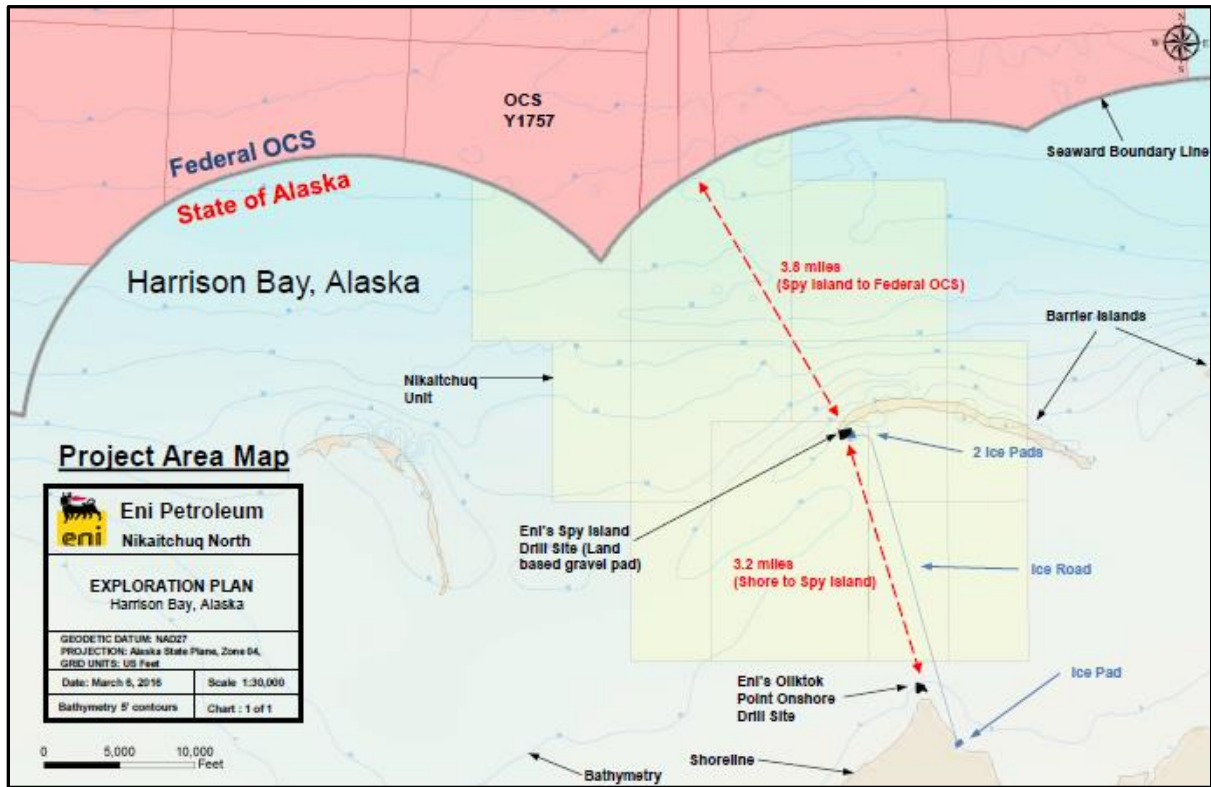 N
W
E
S
OCS
Y1757
Federal OCS
State of Alaska
Seaward Boundary Line
Harrison Bay, Alaska
3.8 miles
(Spy Island to Federal OCS)
Barrier Islands
Nikaitchuq
Unit
2 Ice Pads
Project Area Map
eni
Eni Petroleum
Nikaitchuq North
EXPLORATION PLAN
Harrison Bay, Alaska
GEODETIC DATUM: NAD27
PROJECTION: Alaska State Plane, Zone 04,
GRID UNITS: US Feet
Date: March 6, 2016
Scale 1:30,000
Bathymetry 5' contours
Chart : 1 of 1
Eni's Spy Island
Drill Site (Land
based gravel pad)
3.2 miles
(Shore to Spy Island)
Ice Road
Eni's Oliktok
Point Onshore
Drill Site
Ice Pad
0 5,000 10,000
Feet
Bathymetry
Shoreline